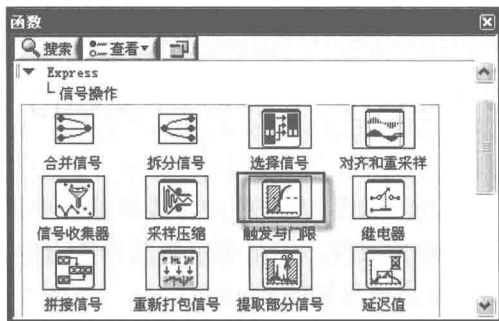 函数
搜索 查看
Express
信号操作
合并信号 拆分信号 选择信号 对齐和重采样
信号收集器 采样压缩 触发与门限 继电器
拼接信号 重新打包信号 提取部分信号 延迟值